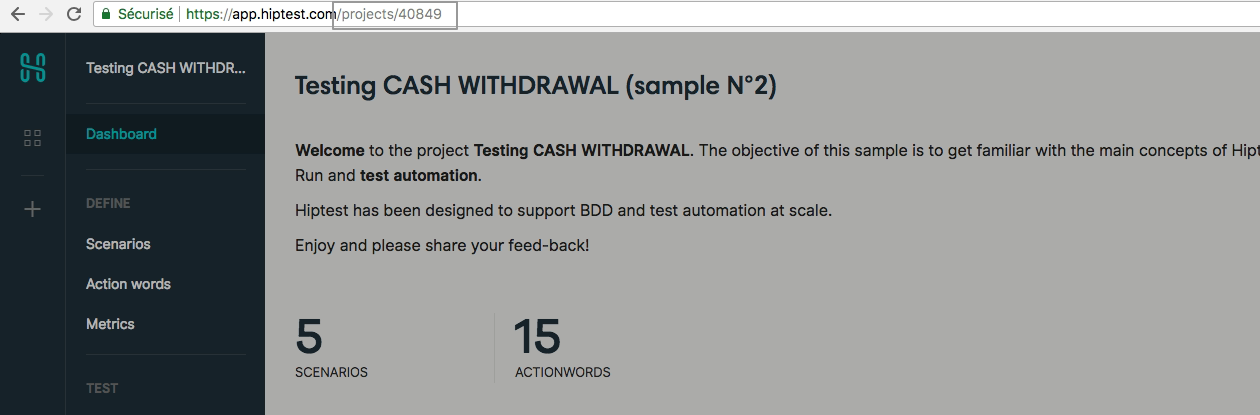 Sécurisé | https://app.hiptest.com/projects/40849
Testing CASH WITHDR...
Dashboard
DEFINE
Scenarios
Action words
Metrics
TEST
Testing CASH WITHDRAWAL (sample N°2)
Welcome to the project Testing CASH WITHDRAWAL. The objective of this sample is to get familiar with the main concepts of Hipt
Run and test automation.
Hiptest has been designed to support BDD and test automation at scale.
Enjoy and please share your feed-back!
5
SCENARIOS
15
ACTIONWORDS